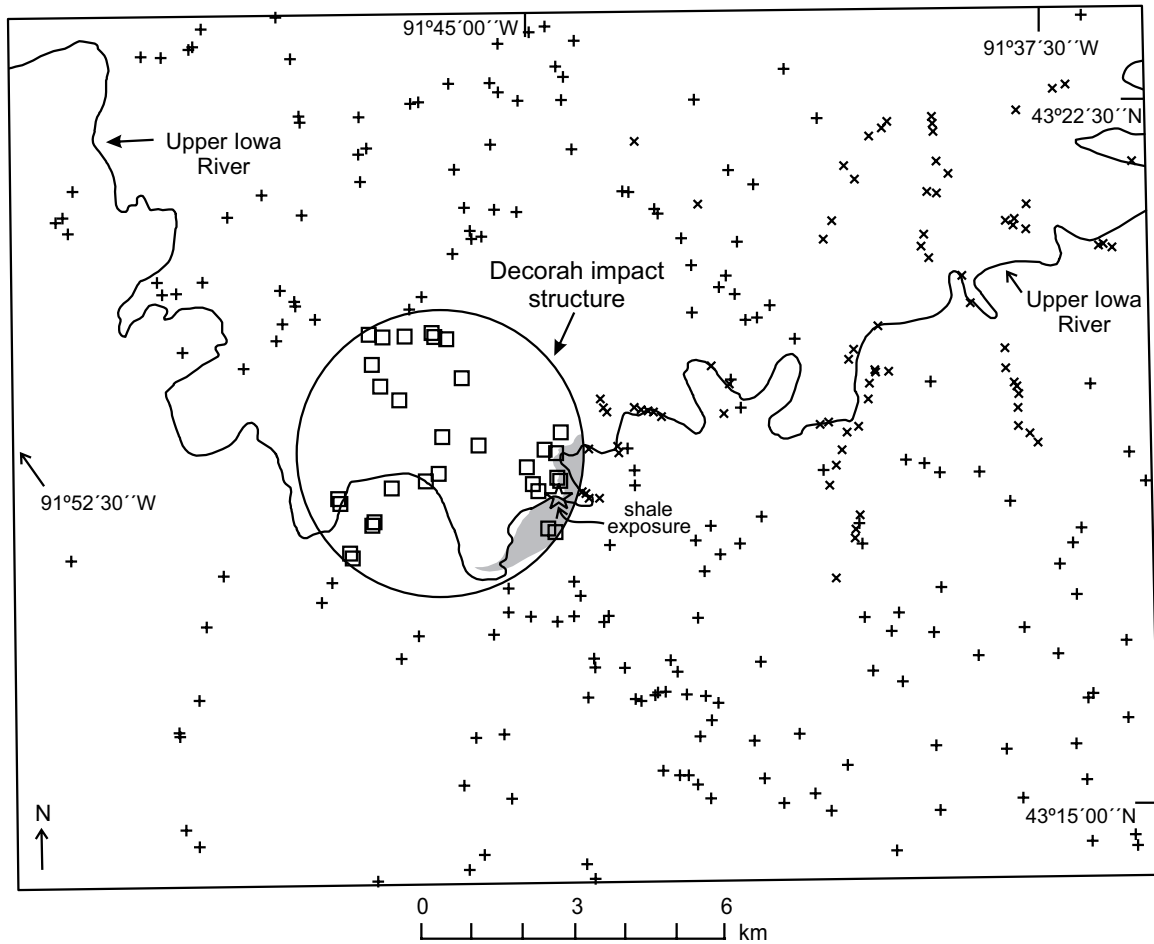 91º45´00´´W
91º37´30´´W
43º22´30´´N
Upper Iowa
River
Decorah impact
structure
Upper Iowa
River
91º52´30´´W
shale
exposure
43º15´00´´N
N
0 3 6
km